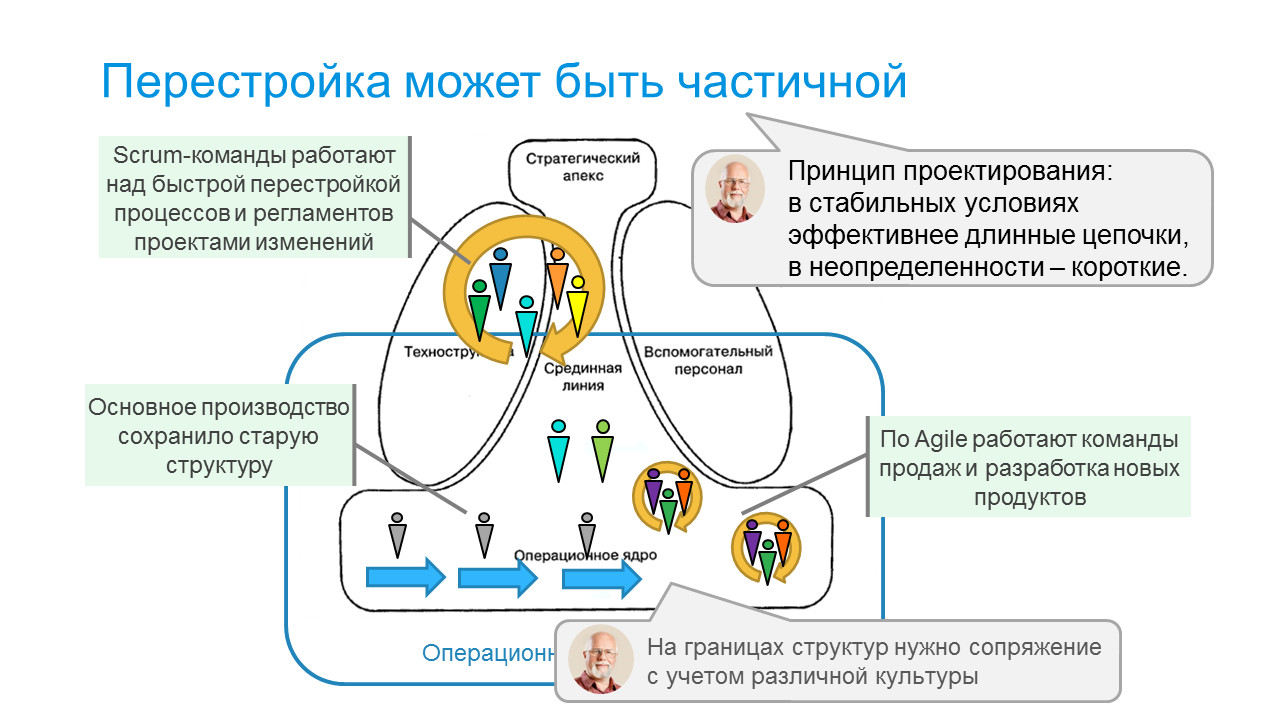 Перестройка может быть частичной
Scrum-команды работают
над быстрой перестройкой
процессов и регламентов
проектами изменений
Стратегический
апекс
Принцип проектирования:
в стабильных условиях
эффективнее длинные цепочки,
в неопределенности – короткие.
Срединная
линия
Вспомогательный
персонал
Основное производство
сохранило старую
структуру
По Agile работают команды
продаж и разработка новых
продуктов
Операционное ядро
На границах структур нужно сопряжение
с учетом различной культуры